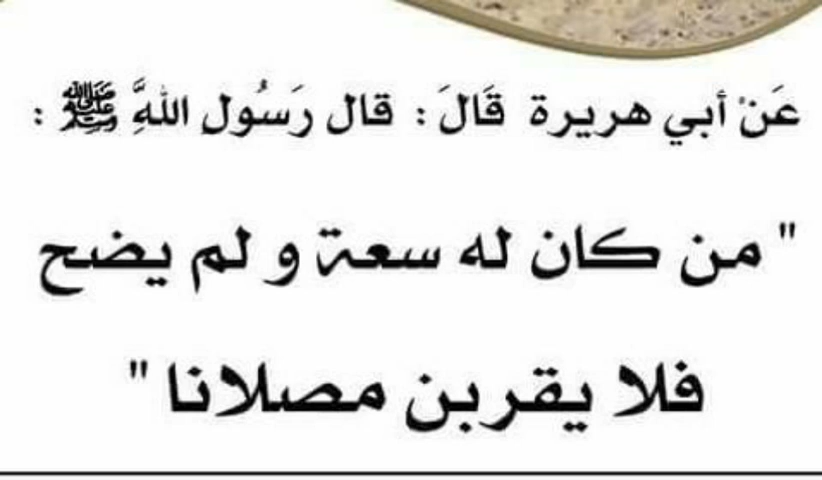 عَنْ أبي هريرة قَالَ : قال رَسُولِ اللهَِّ ﷺ :
" من كان له سعة و لم يضح
فلا يقربن مصلانا "